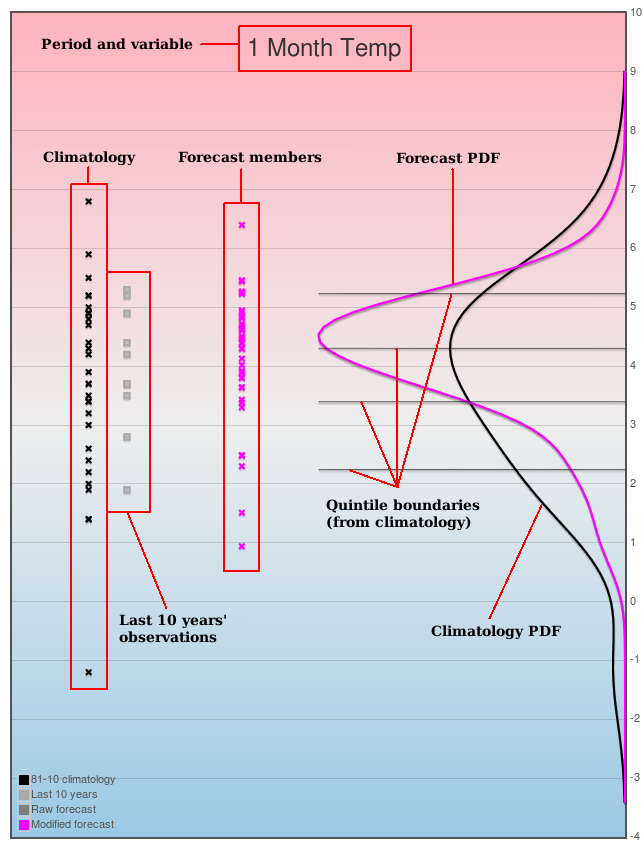 Period and variable
1 Month Temp
Climatology
Forecast members
Forecast PDF
Quintile boundaries
(from climatology)
Last 10 years'
observations
Climatology PDF
81-10 climatology
Last 10 years
Raw forecast
Modified forecast
10
9
8
7
6
5
4
3
2
1
0
-1
-2
-3
-4